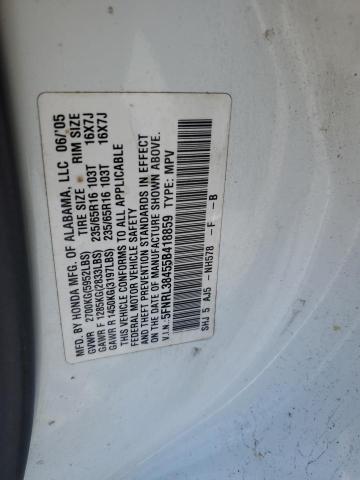 MFD. BY HONDA MFG. OF ALABAMA, LLC 06/'05
TIRE SIZE RIM SIZE
GVWR 2700KG(5952LBS)
GAWR F 1285KG(2833LBS) 235/65R16 103T 16X7J
GAWR R 1450KG(3197LBS) 235/65R16 103T 16X7J
THIS VEHICLE CONFORMS TO ALL APPLICABLE
FEDERAL MOTOR VEHICLE SAFETY
AND THEFT PREVENTION STANDARDS IN EFFECT
ON THE DATE OF MANUFACTURE SHOWN ABOVE.
V.I.N.: 5FNRL38455B418859 TYPE: MPV
SHJ 5 AJ5 - NH578 - F - B